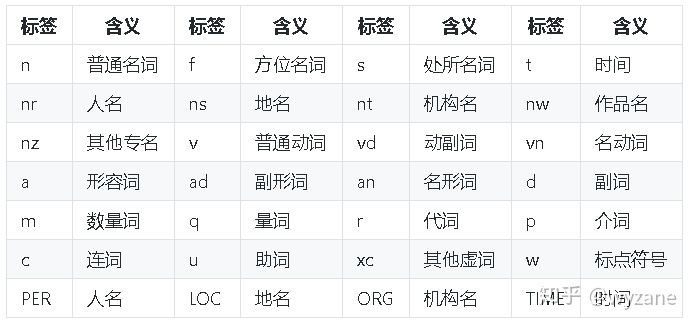 标签 含义 标签 含义 标签 含义 标签 含义
n 普通名词 f 方位名词 s 处所名词 t 时间
nr 人名 ns 地名 nt 机构名 nw 作品名
nz 其他专名 v 普通动词 vd 动副词 vn 名动词
a 形容词 ad 副形词 an 名形词 d 副词
m 数量词 q 量词 r 代词 p 介词
c 连词 u 助词 xc 其他虚词 w 标点符号
PER 人名 LOC 地名 ORG 机构名 TIME 时间
知乎